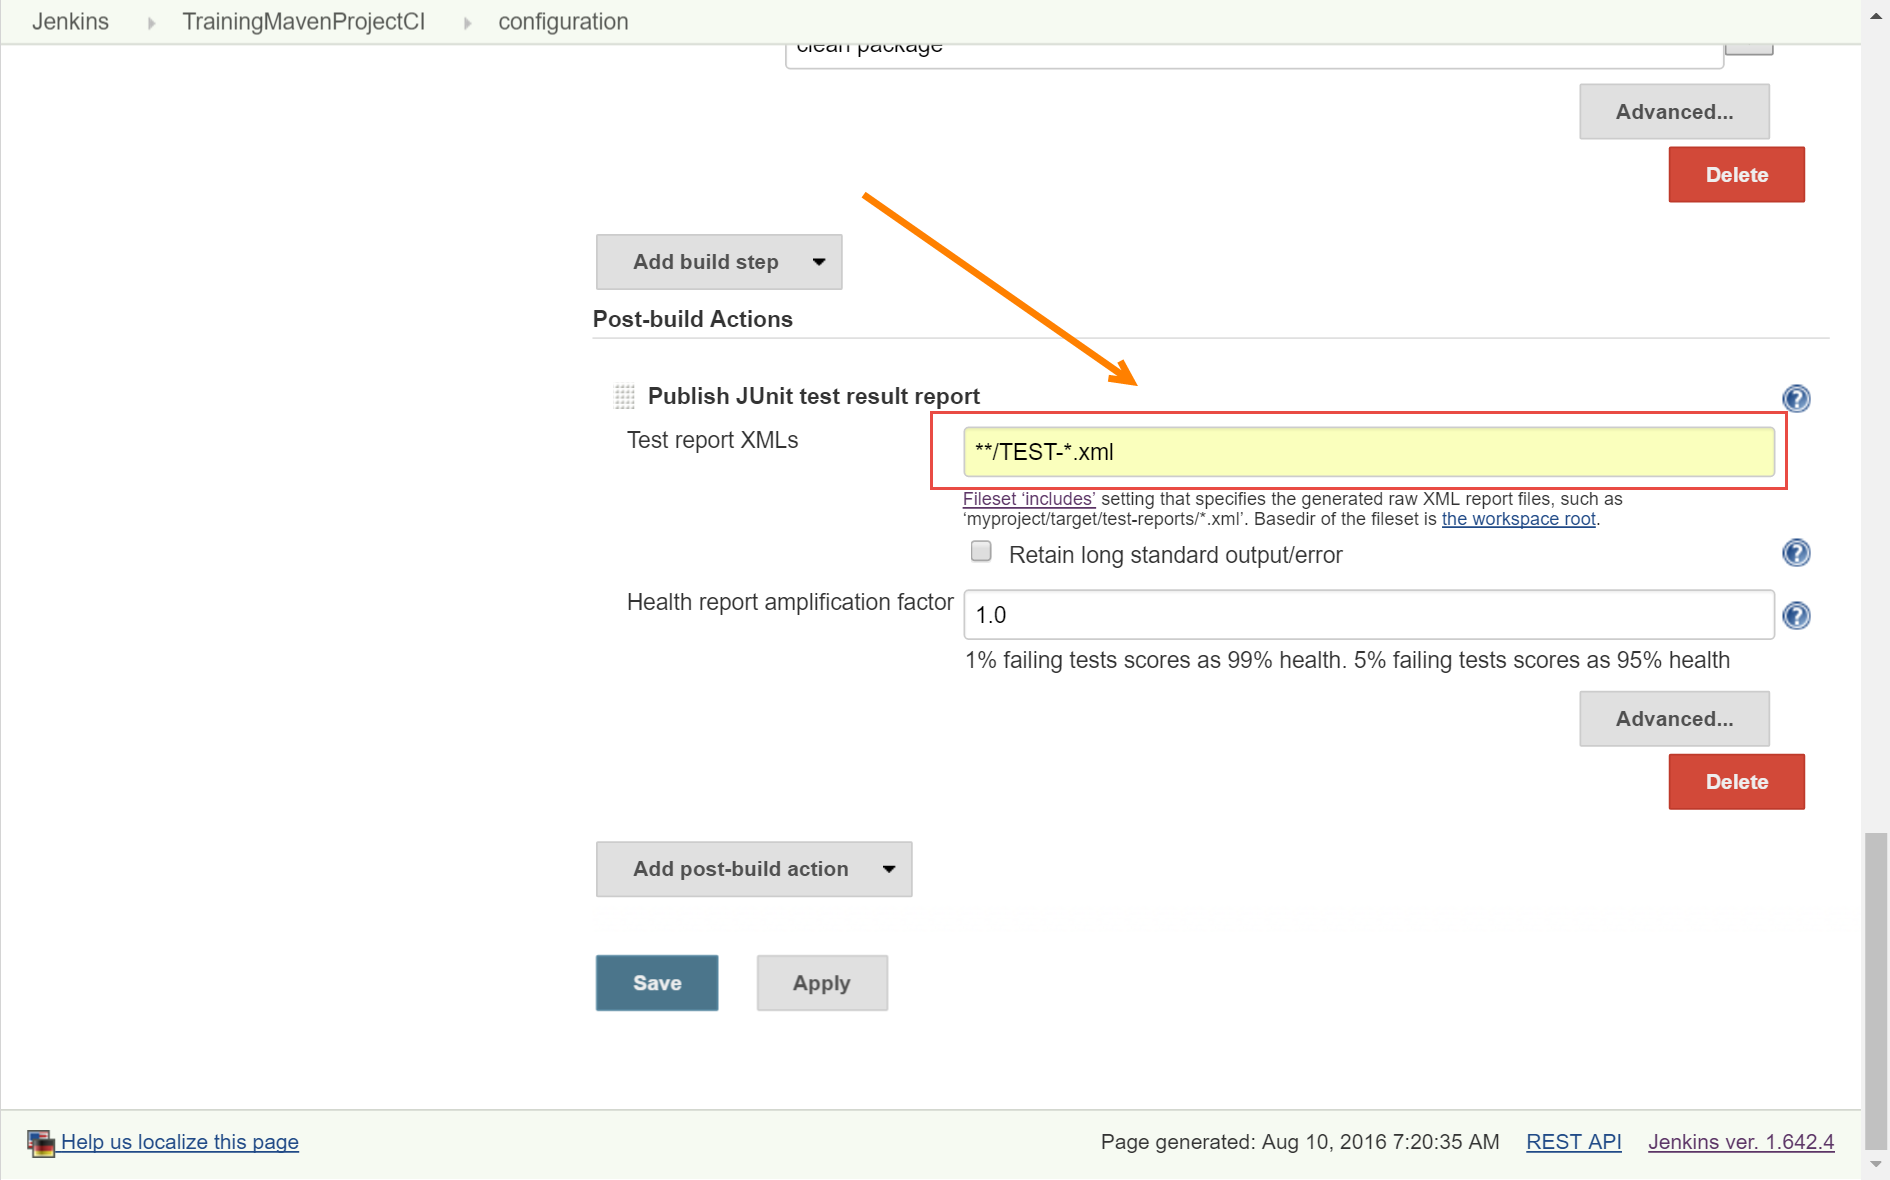 Jenkins TrainingMavenProjectCI configuration
clean package
Advanced...
Delete
Add build step
Post-build Actions
Publish JUnit test result report
Test report XMLs
**/TEST-*.xml
Fileset ‘includes’ setting that specifies the generated raw XML report files, such as
‘myproject/target/test-reports/*.xml’. Basedir of the fileset is the workspace root.
Retain long standard output/error
Health report amplification factor
1.0
1% failing tests scores as 99% health. 5% failing tests scores as 95% health
Advanced...
Delete
Add post-build action
Save Apply
Help us localize this page Page generated: Aug 10, 2016 7:20:35 AM REST API Jenkins ver. 1.642.4